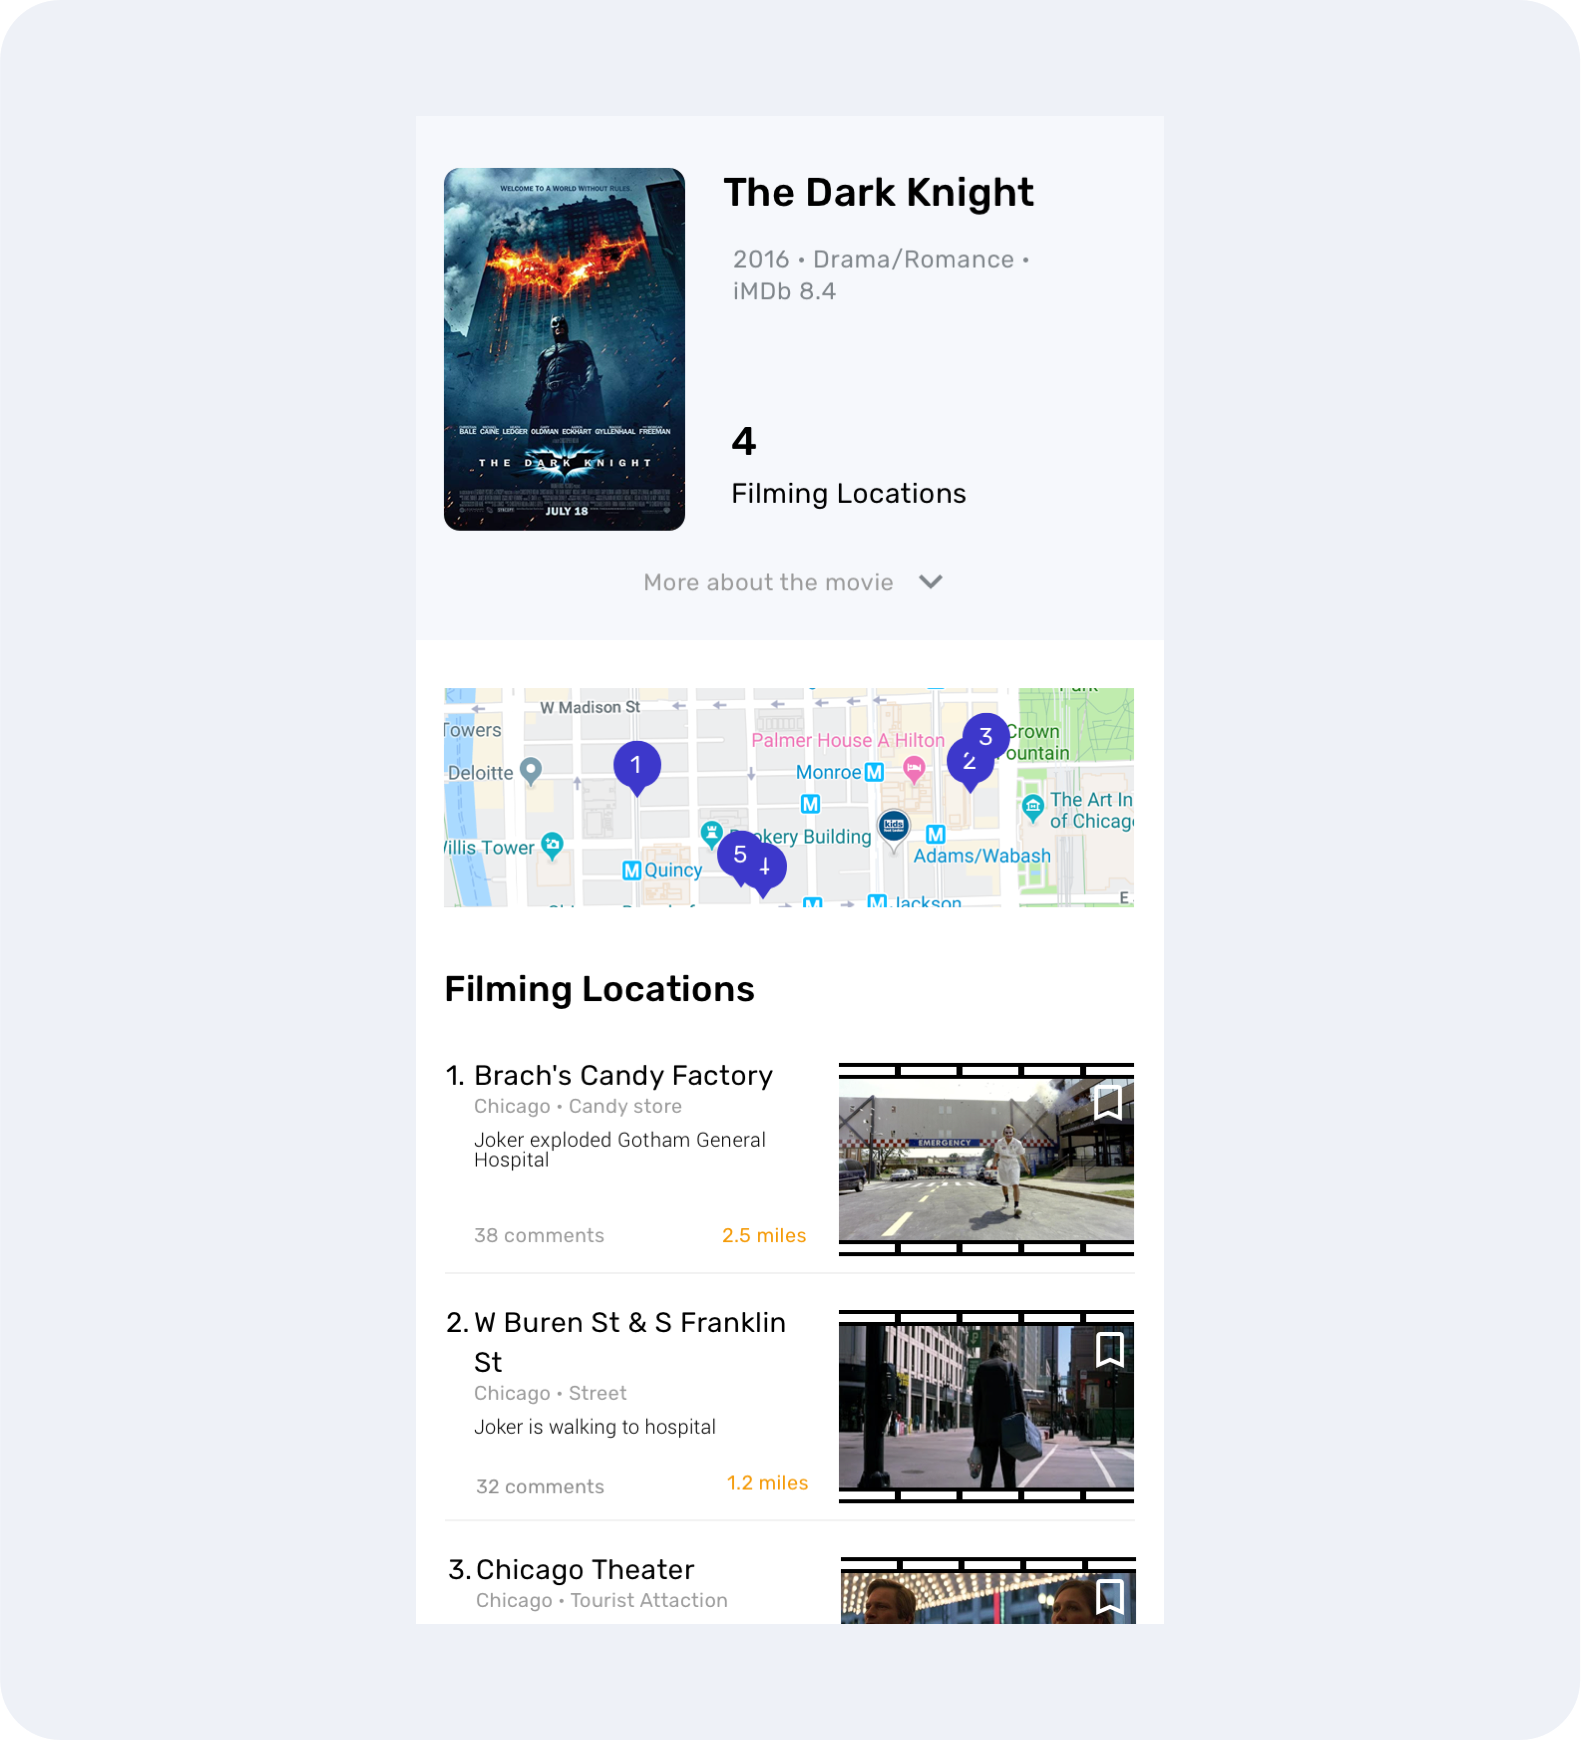 WELCOME TO A WORLD WITHOUT RULES.
BALE CAINE LEDGER OLDMAN ECKHART GYLLENHAAL FREEMAN
THE DARK KNIGHT
JULY 18
The Dark Knight
2016 • Drama/Romance •
iMDb 8.4
4
Filming Locations
More about the movie
Park
W Madison St
Towers
Palmer House A Hilton
3
Crown
ountain
1
2
Deloitte
Monroe
M
M
The Art In
of Chicag
kids
illis Tower
okery Building
M
5
4
M
Quincy
Adams/Wabash
E
M
M
Jackson
Filming Locations
1. Brach's Candy Factory
Chicago • Candy store
Joker exploded Gotham General
Hospital
38 comments
2.5 miles
EMERGENCY
2. W Buren St & S Franklin
St
Chicago • Street
Joker is walking to hospital
32 comments
1.2 miles
3. Chicago Theater
Chicago • Tourist Attaction